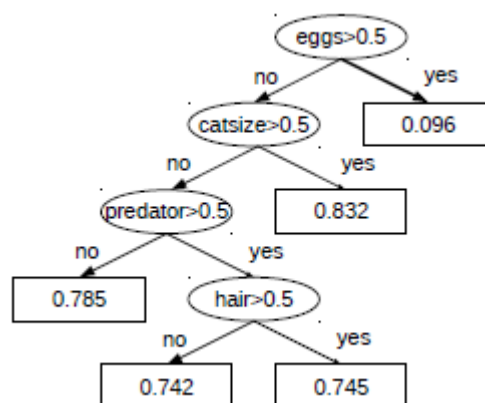 eggs>0.5
no
yes
catsize>0.5
0.096
no
yes
predator>0.5
0.832
no
yes
0.785
hair>0.5
no
yes
0.742
0.745